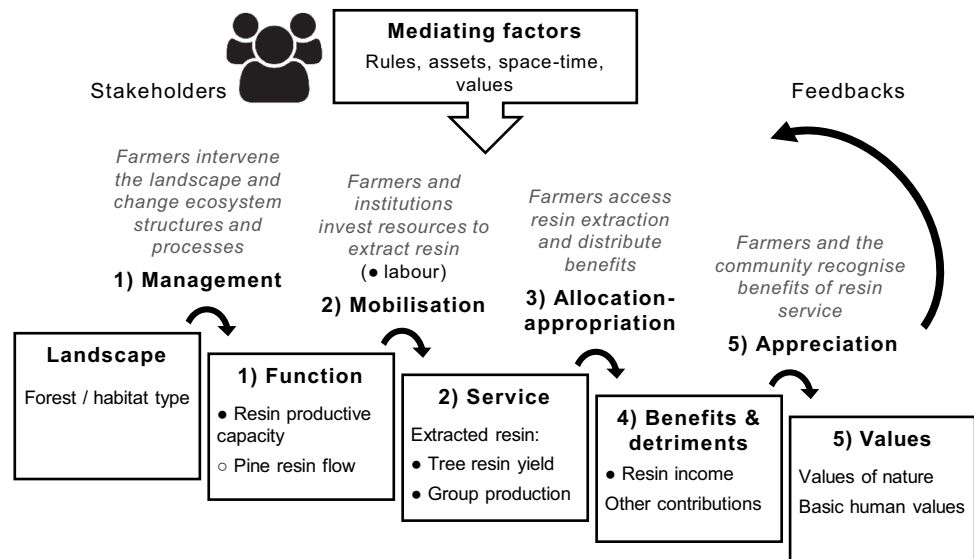 Mediating factors
Rules, assets, space-time,
values
Stakeholders
Feedbacks
Farmers intervene
the landscape and
change ecosystem
structures and
processes
1) Management
Farmers and
institutions
invest resources to
extract resin
(● labour)
2) Mobilisation
Farmers access
resin extraction
and distribute
benefits
3) Allocation-
appropriation
Farmers and the
community recognise
benefits of resin
service
5) Appreciation
Landscape
Forest / habitat type
1) Function
● Resin productive
capacity
○ Pine resin flow
2) Service
Extracted resin:
● Tree resin yield
● Group production
4) Benefits &
detriments
● Resin income
Other contributions
5) Values
Values of nature
Basic human values